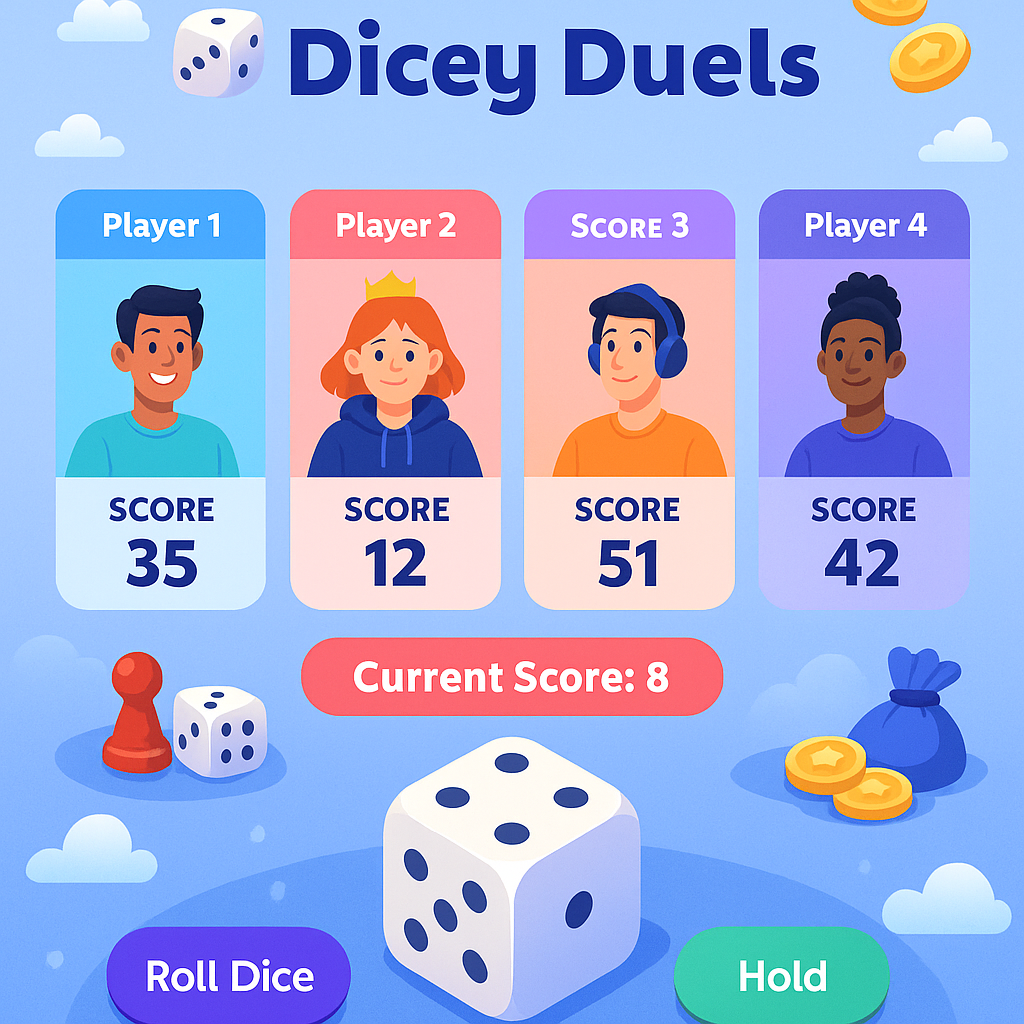 Dicey Duels
Player 1
Player 2
SCORE 3
Player 4
SCORE
35
SCORE
12
SCORE
51
SCORE
42
Current Score: 8
Roll Dice
Hold